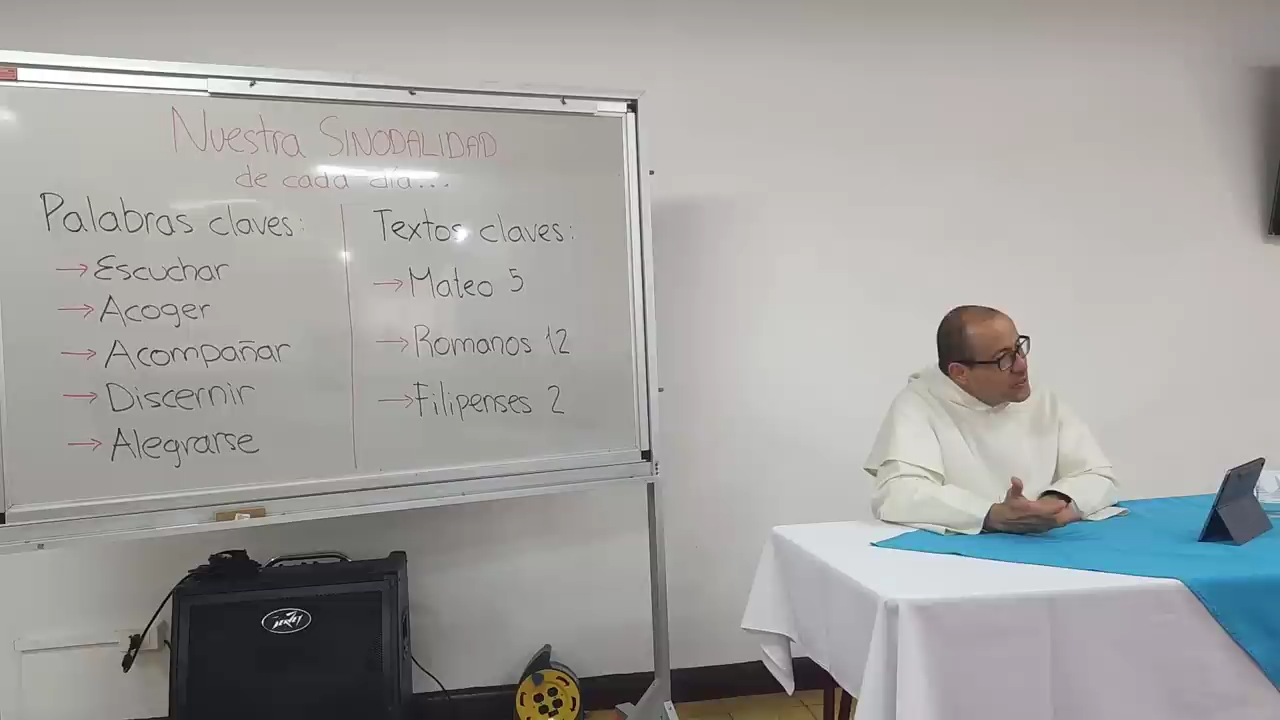 Nuestra SINODALIDAD
de cada día...
Palabras claves:
→Escuchar
→Acoger
→Acompañar
→Discernir
→Alegrarse
Textos claves:
→Mateo 5
→Romanos 12
→Filipenses 2
PEAVEY